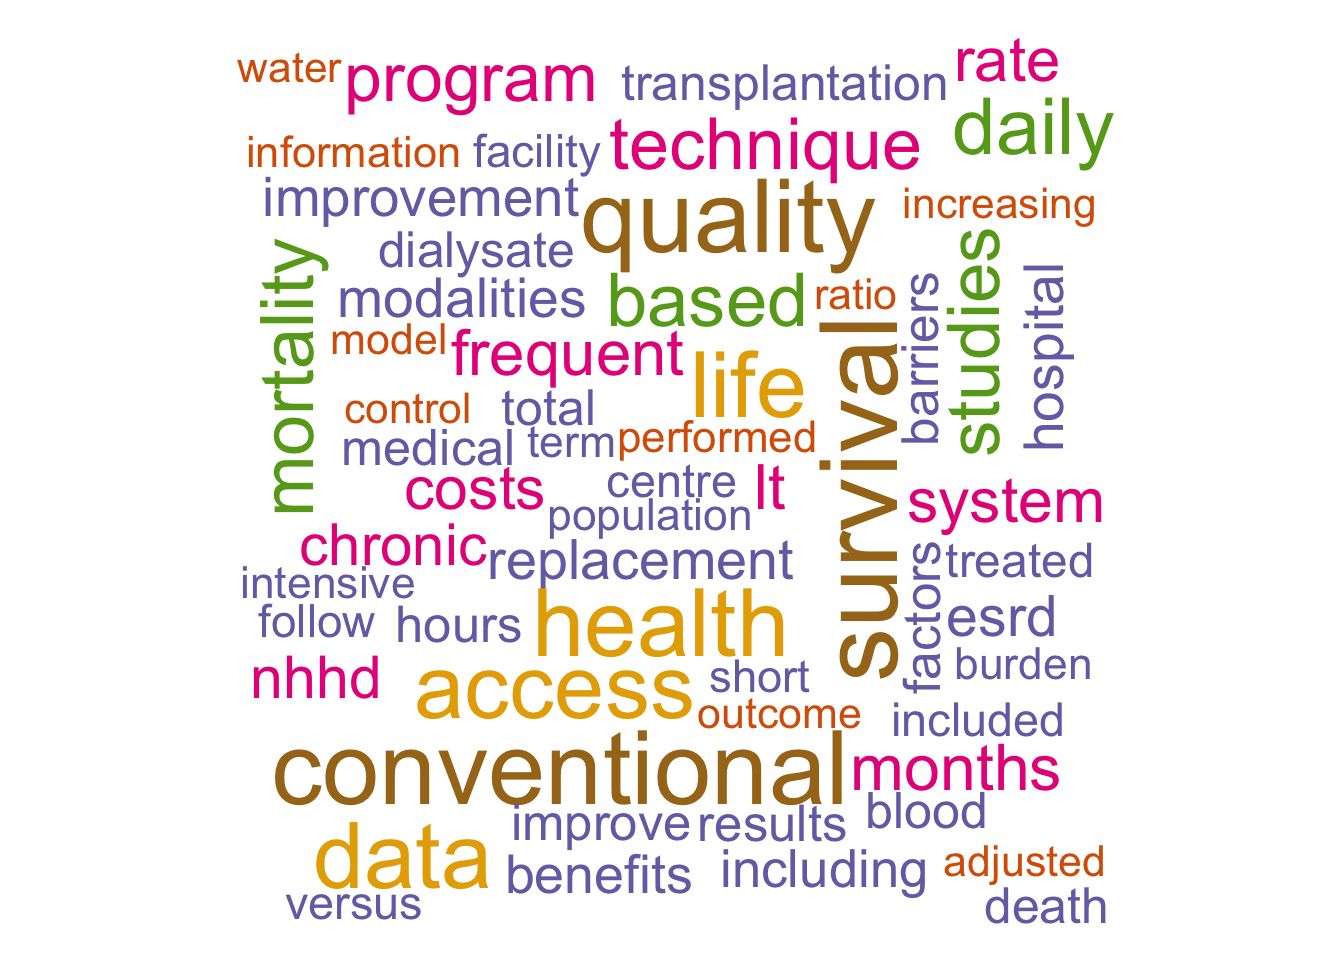 water
program
transplantation
rate
daily
information
facility
technique
improvement
quality
increasing
dialysate
mortality
modalities
based
ratio
barriers
studies
hospital
model
frequent
life
survival
control
total
medical
term
performed
costs
centre
lt
system
population
chronic
replacement
factors
treated
intensive
follow
hours
health
esrd
nhhd
access
short
burden
outcome
included
conventional
months
improve
results
blood
data
benefits
including
adjusted
versus
death